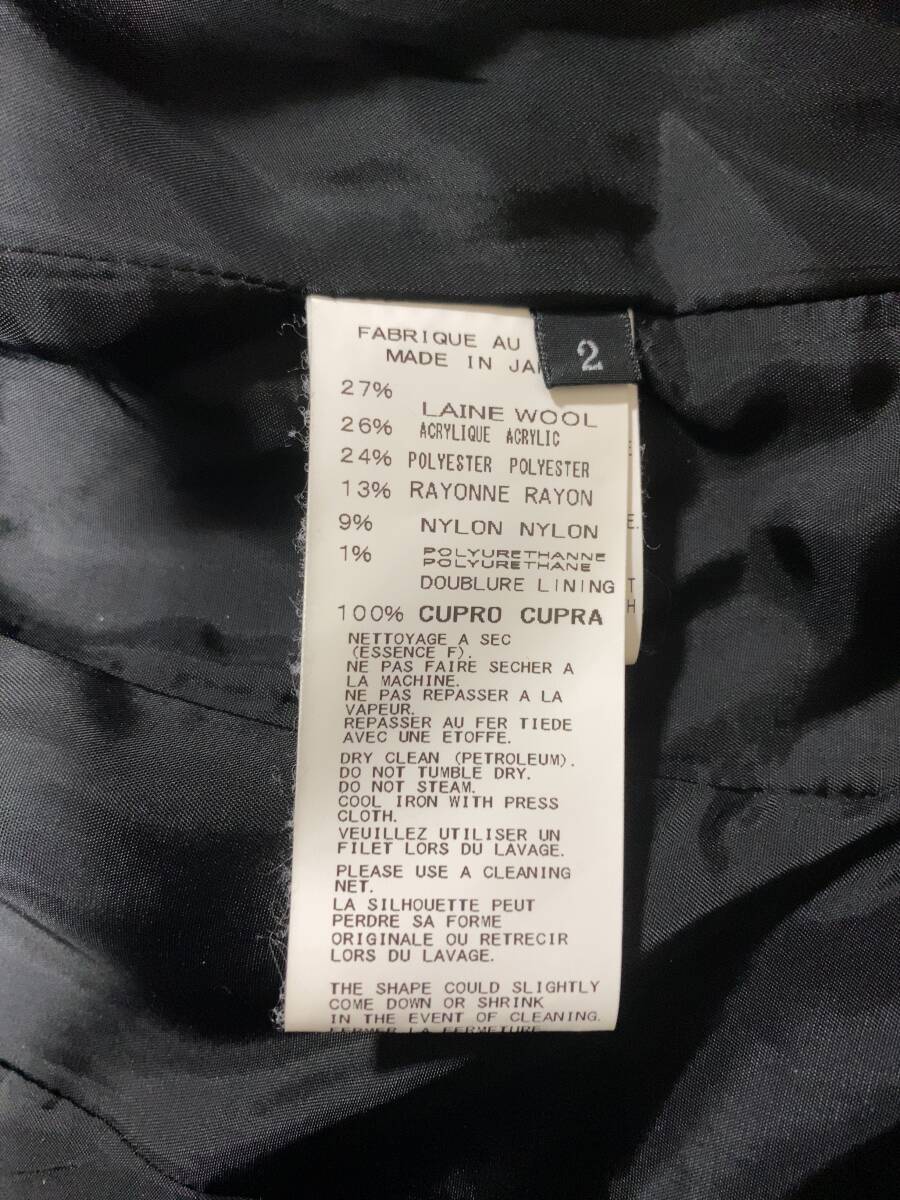 FABRIQUE AU
2
MADE IN
27%
LAINE WOOL
26% ACRYLIQUE ACRYLIC
24% POLYESTER POLYESTER
13% RAYONNE RAYON
9% NYLON NYLON
1% POLYURETHANNE
POLYURETHANE
DOUBLURE LINING
100% CUPRO CUPRA
NETTOYAGE A SEC
(ESSENCE F).
NE PAS FAIRE SECHER A
LA MACHINE.
NE PAS REPASSER A LA
VAPEUR.
REPASSER AU FER TIEDE
AVEC UNE ETOFFE.
DRY CLEAN (PETROLEUM).
DO NOT TUMBLE DRY.
DO NOT STEAM.
COOL IRON WITH PRESS
CLOTH.
VEUILLEZ UTILISER UN
FILET LORS DU LAVAGE.
PLEASE USE A CLEANING
NET.
LA SILHOUETTE PEUT
PERDRE SA FORME
ORIGINALE OU RETRECIR
LORS DU LAVAGE.
THE SHAPE COULD SLIGHTLY
COME DOWN OR SHRINK
IN THE EVENT OF CLEANING.
FERMER LA FERMETURE